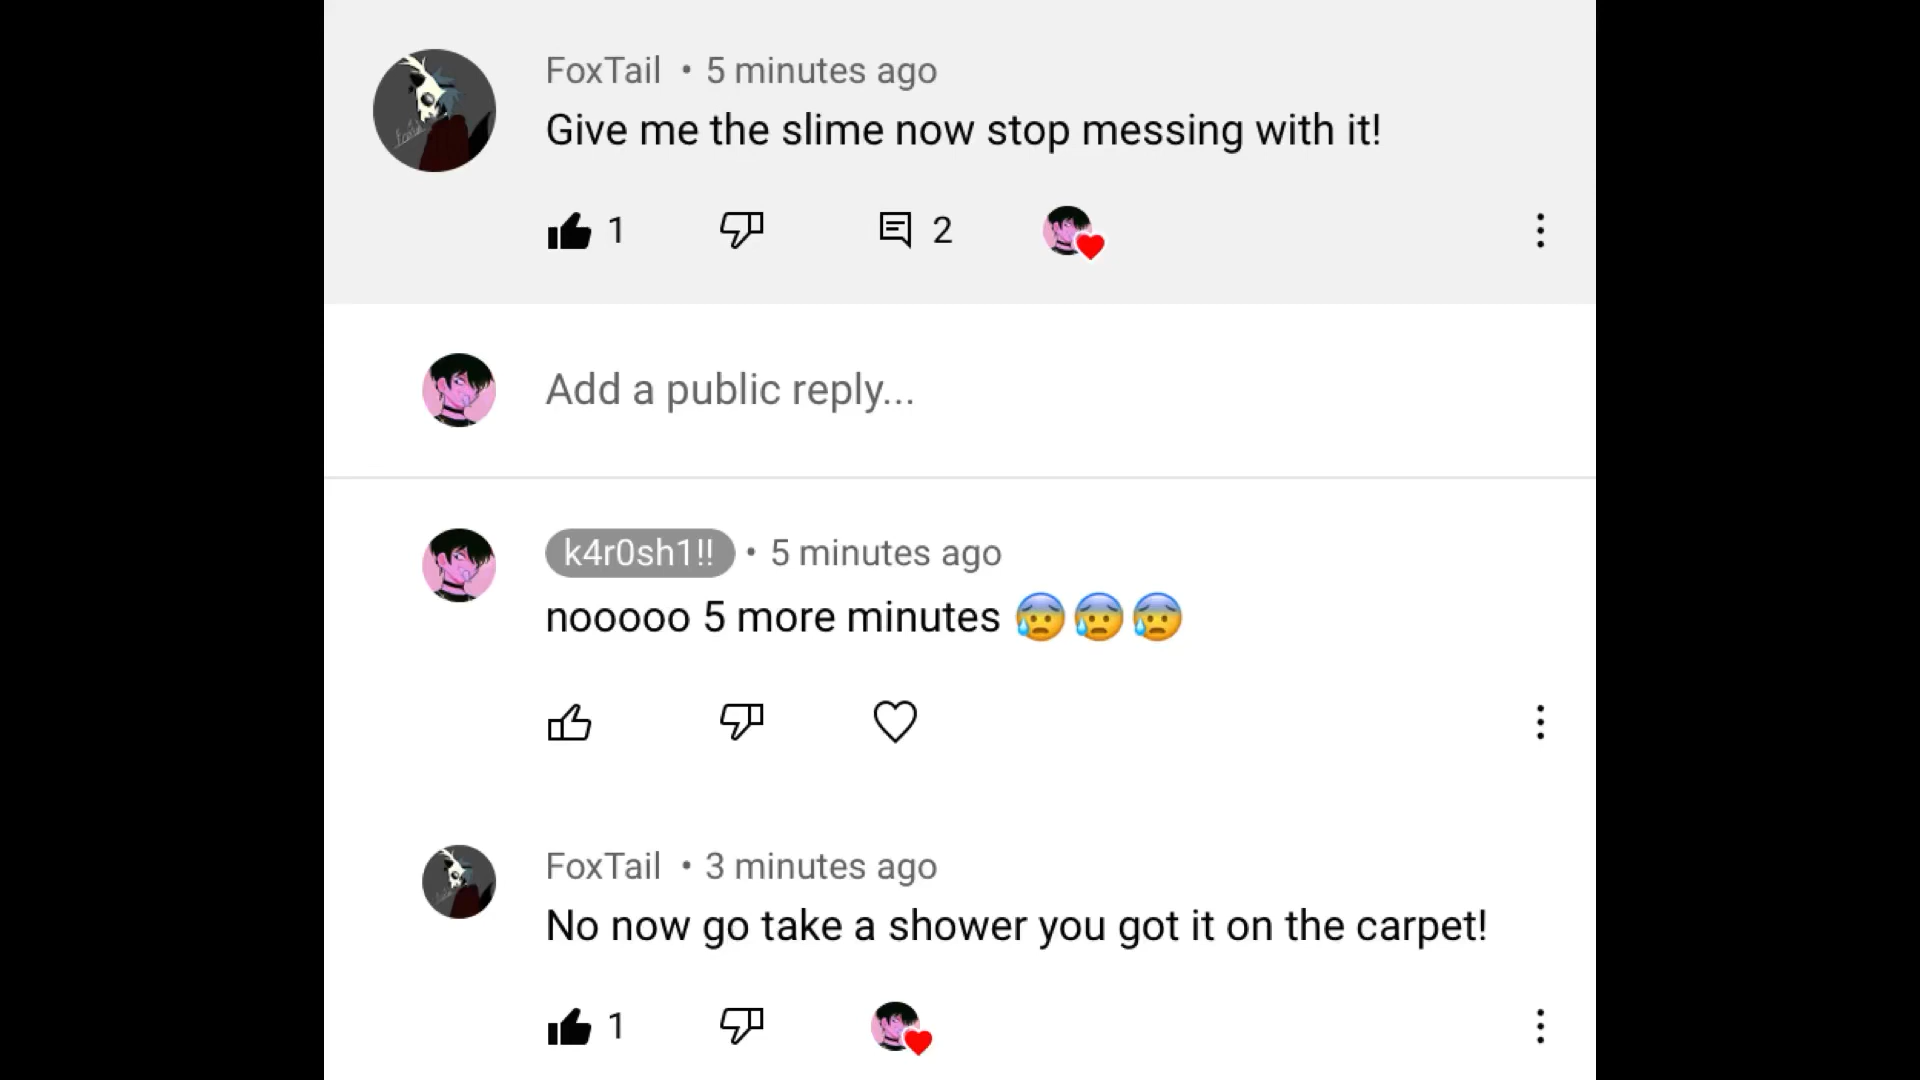 FoxTail • 5 minutes ago
Give me the slime now stop messing with it!
1
2
Add a public reply...
k4r0sh1!! • 5 minutes ago
nooooo 5 more minutes 😰😰😰
FoxTail • 3 minutes ago
No now go take a shower you got it on the carpet!
1